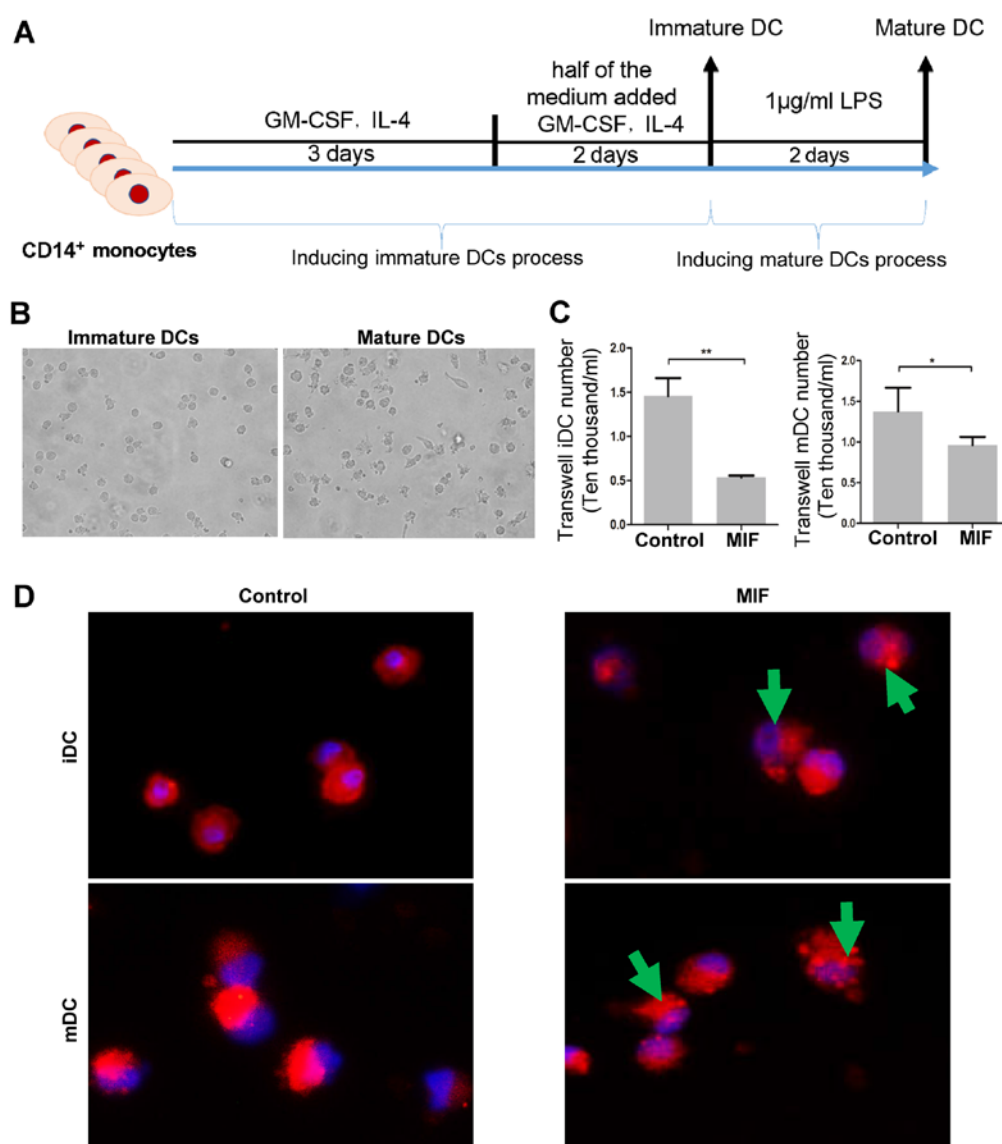 A
Immature DC
Mature DC
half of the
medium added
GM-CSF, IL-4
GM-CSF, IL-4
1μg/ml LPS
3 days
2 days
2 days
CD14+ monocytes
Inducing immature DCs process
Inducing mature DCs process
B
Immature DCs
Mature DCs
C
Transwell iDC number
(Ten thousand/ml)
2.0
1.5
1.0
0.5
0.0
**
Control
MIF
Transwell mDC number
(Ten thousand/ml)
2.0
1.5
1.0
0.5
0.0
*
Control
MIF
D
Control
MIF
iDC
mDC